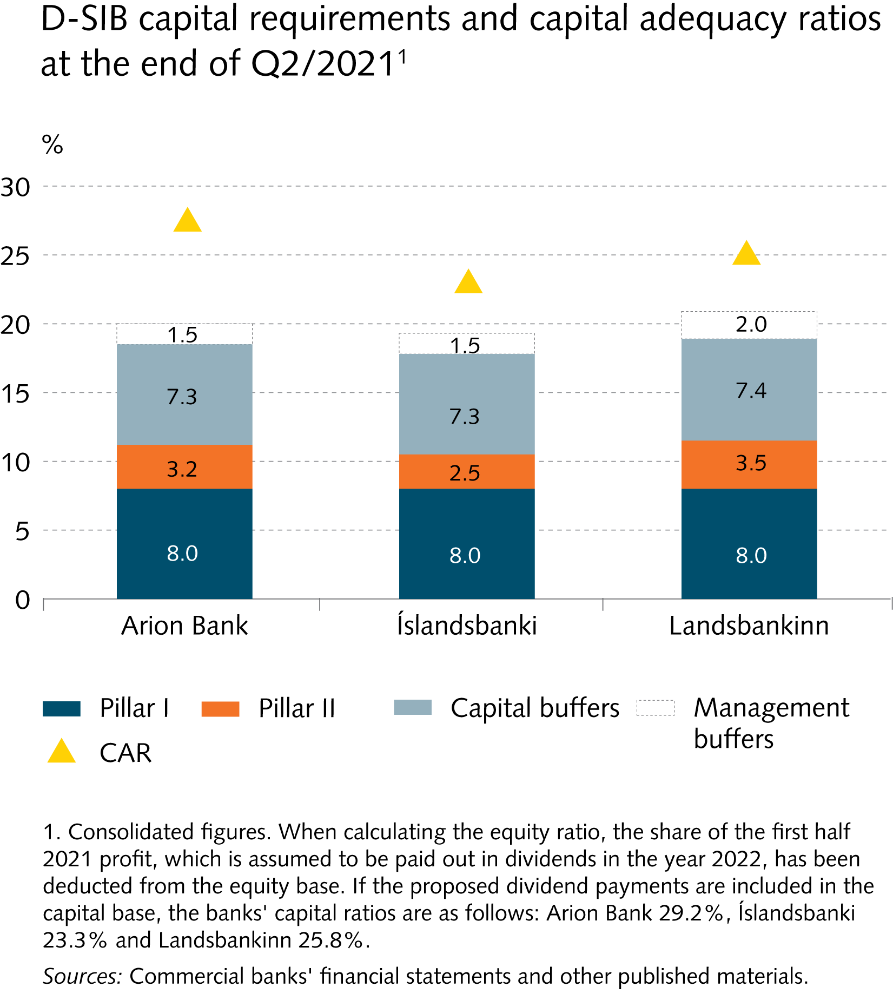 D-SIB capital requirements and capital adequacy ratios
at the end of Q2/2021¹
%
30
25
20
15
10
5
0
1.5
7.3
3.2
8.0
1.5
7.3
2.5
8.0
2.0
7.4
3.5
8.0
Arion Bank
Íslandsbanki
Landsbankinn
Pillar I
Pillar II
Capital buffers
Management
buffers
CAR
1. Consolidated figures. When calculating the equity ratio, the share of the first half
2021 profit, which is assumed to be paid out in dividends in the year 2022, has been
deducted from the equity base. If the proposed dividend payments are included in the
capital base, the banks' capital ratios are as follows: Arion Bank 29.2%, Íslandsbanki
23.3% and Landsbankinn 25.8%.
Sources: Commercial banks' financial statements and other published materials.